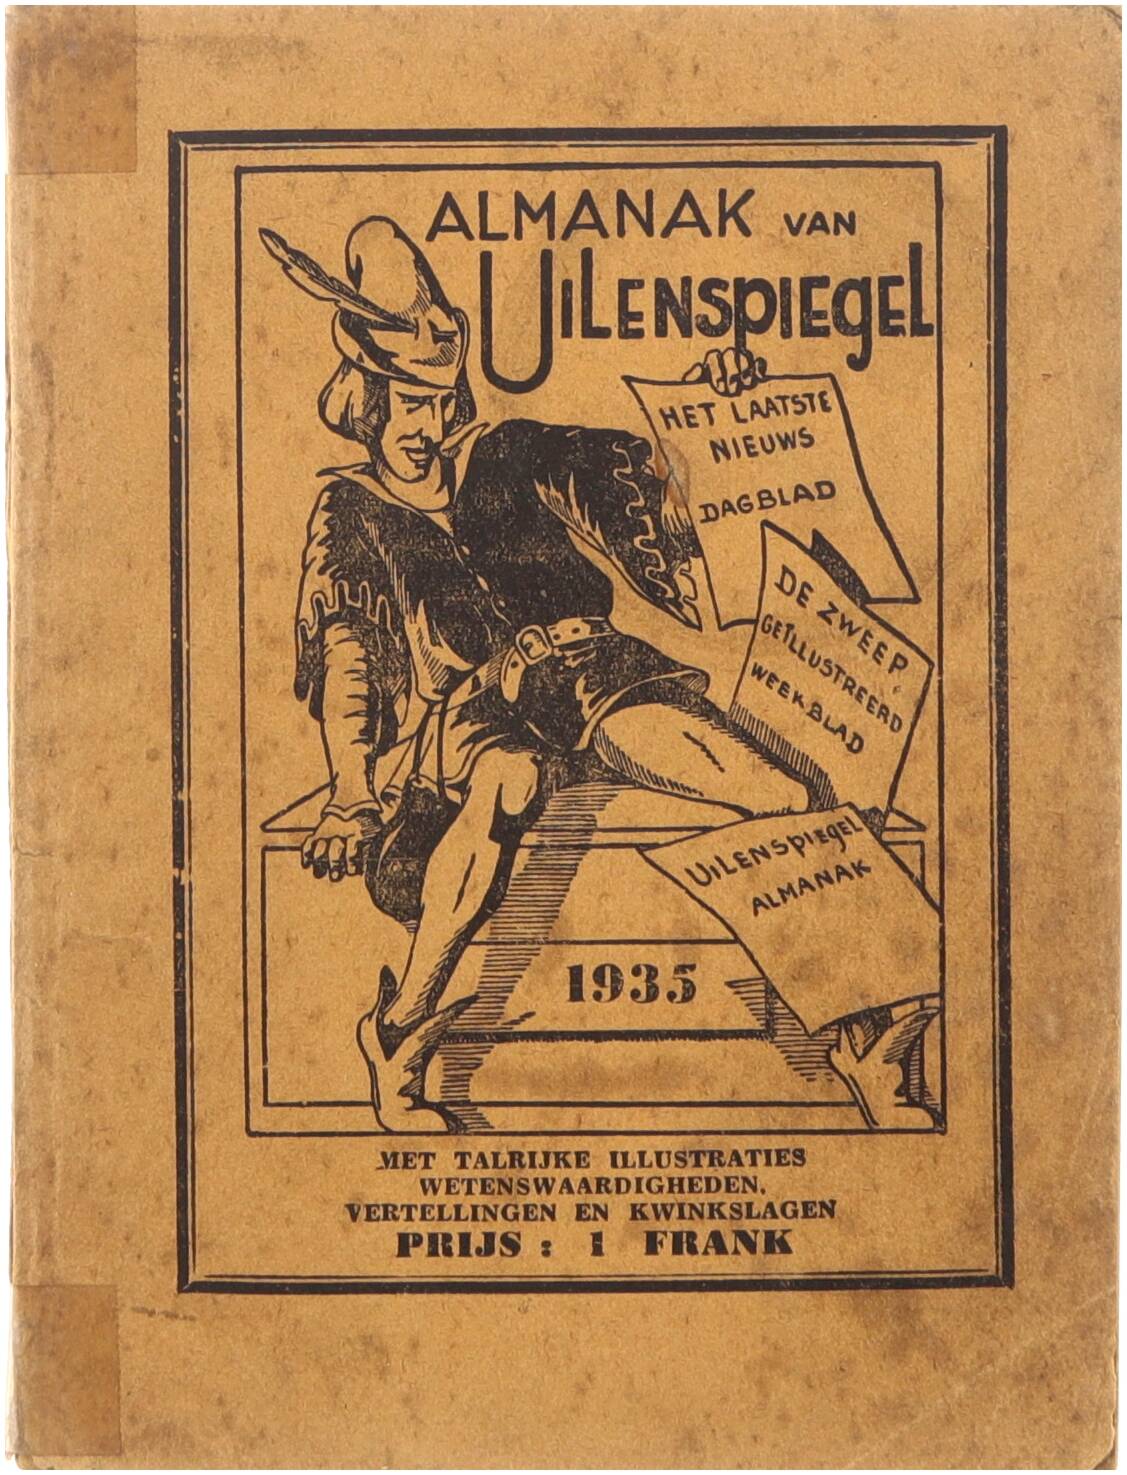 ALMANAK VAN
UILENSPIEGEL
HET LAATSTE
NIEUWS
DAGBLAD
DE ZWEEP
GEÏLLUSTREERD
WEEKBLAD
UILENSPIEGEL
ALMANAK
1935
MET TALRIJKE ILLUSTRATIES
WETENSWAARDIGHEDEN,
VERTELLINGEN EN KWINKSLAGEN
PRIJS : 1 FRANK